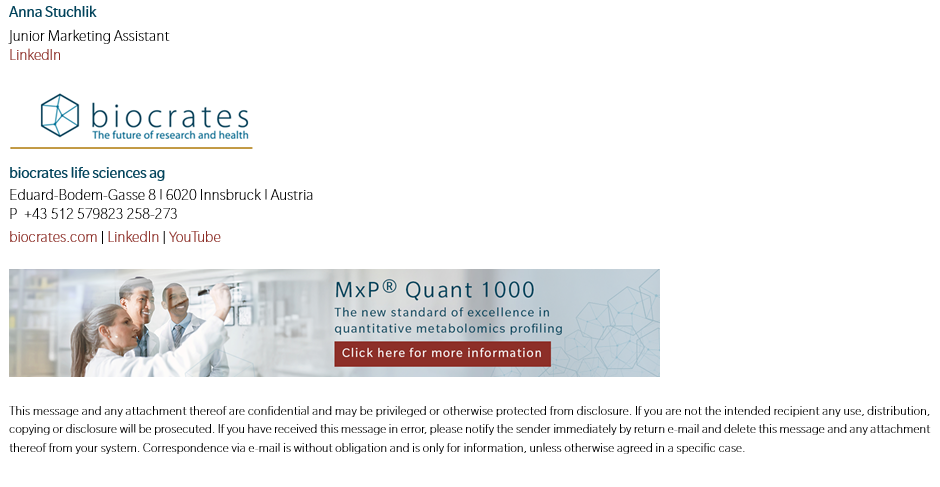 Anna Stuchlik
Junior Marketing Assistant
LinkedIn
biocrates
The future of research and health
biocrates life sciences ag
Eduard-Bodem-Gasse 8 I 6020 Innsbruck I Austria
P  +43 512 579823 258-273
biocrates.com | LinkedIn | YouTube
MxP® Quant 1000
The new standard of excellence in
quantitative metabolomics profiling
Click here for more information
This message and any attachment thereof are confidential and may be privileged or otherwise protected from disclosure. If you are not the intended recipient any use, distribution,
copying or disclosure will be prosecuted. If you have received this message in error, please notify the sender immediately by return e-mail and delete this message and any attachment
thereof from your system. Correspondence via e-mail is without obligation and is only for information, unless otherwise agreed in a specific case.